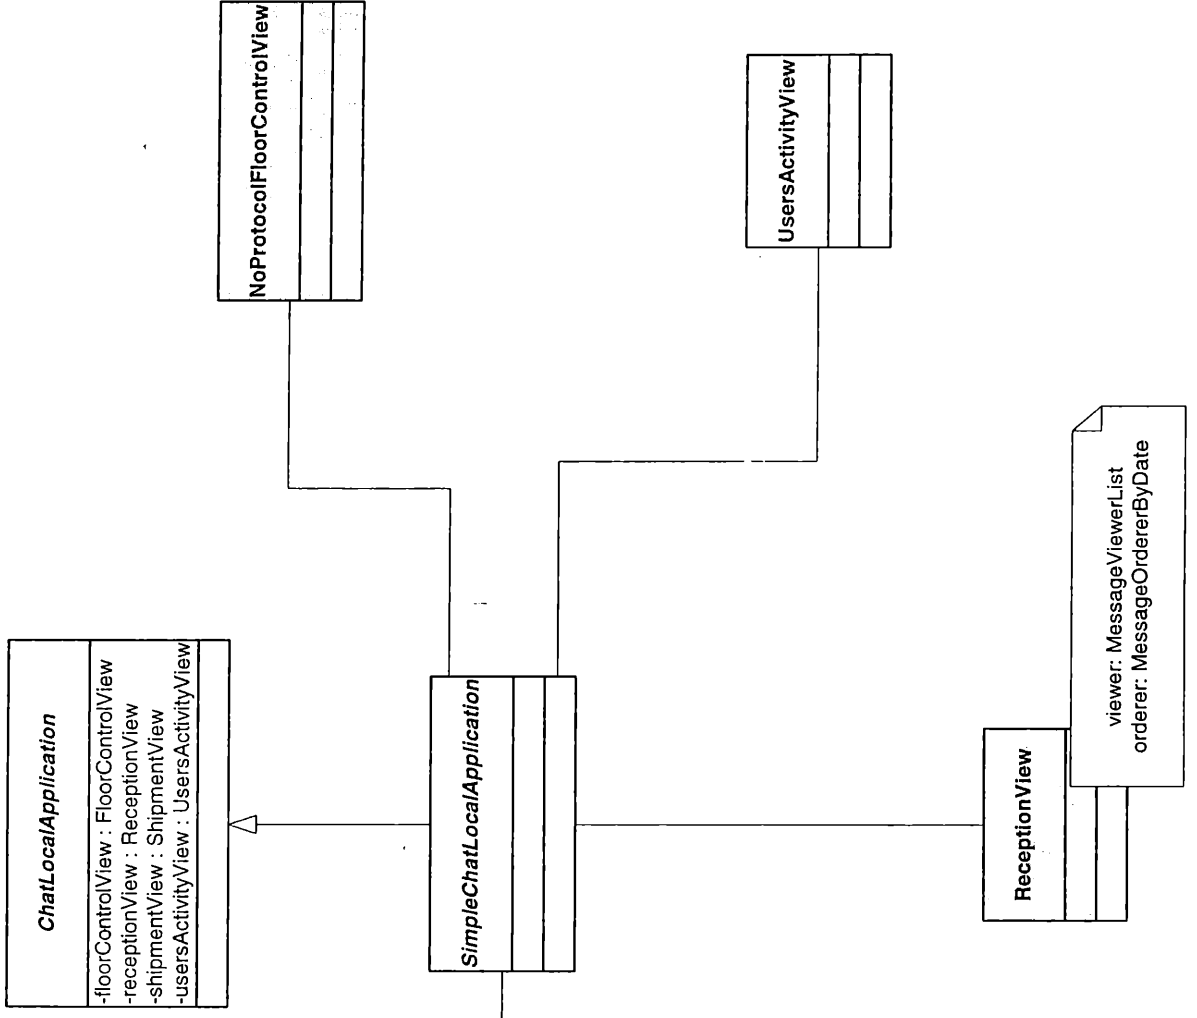 ChatLocalApplication
-floorControlView : FloorControlView
-receptionView : ReceptionView
-shipmentView : ShipmentView
-usersActivityView : UsersActivityView
NoProtocolFloorControlView
SimpleChatLocalApplication
UsersActivityView
ReceptionView
viewer: MessageViewerList
orderer: MessageOrdererByDate